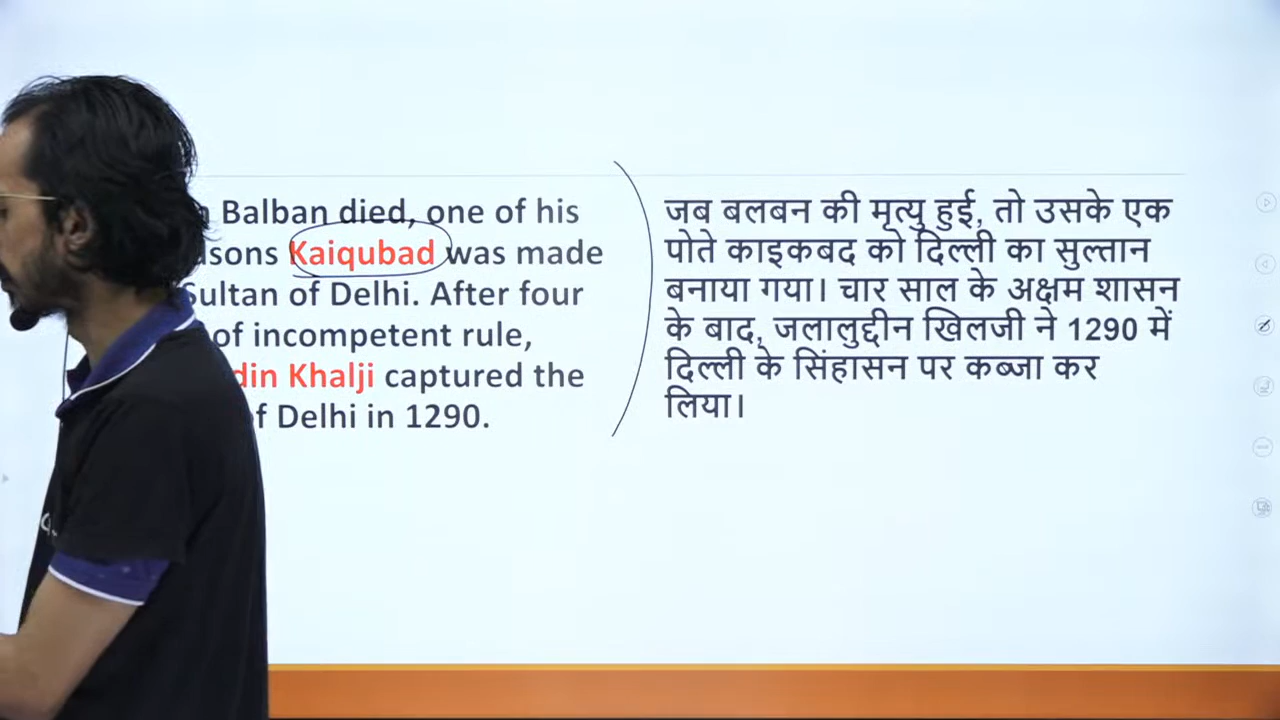 Balban died, one of his
Kaiqubad was made
Sultan of Delhi. After four
of incompetent rule,
Khalji captured the
Delhi in 1290.
जब बलबन की मृत्यु हुई, तो उसके एक
पोते काइकबद को दिल्ली का सुल्तान
बनाया गया। चार साल के अक्षम शासन
के बाद, जलालुद्दीन खिलजी ने 1290 में
दिल्ली के सिंहासन पर कब्जा कर
लिया।